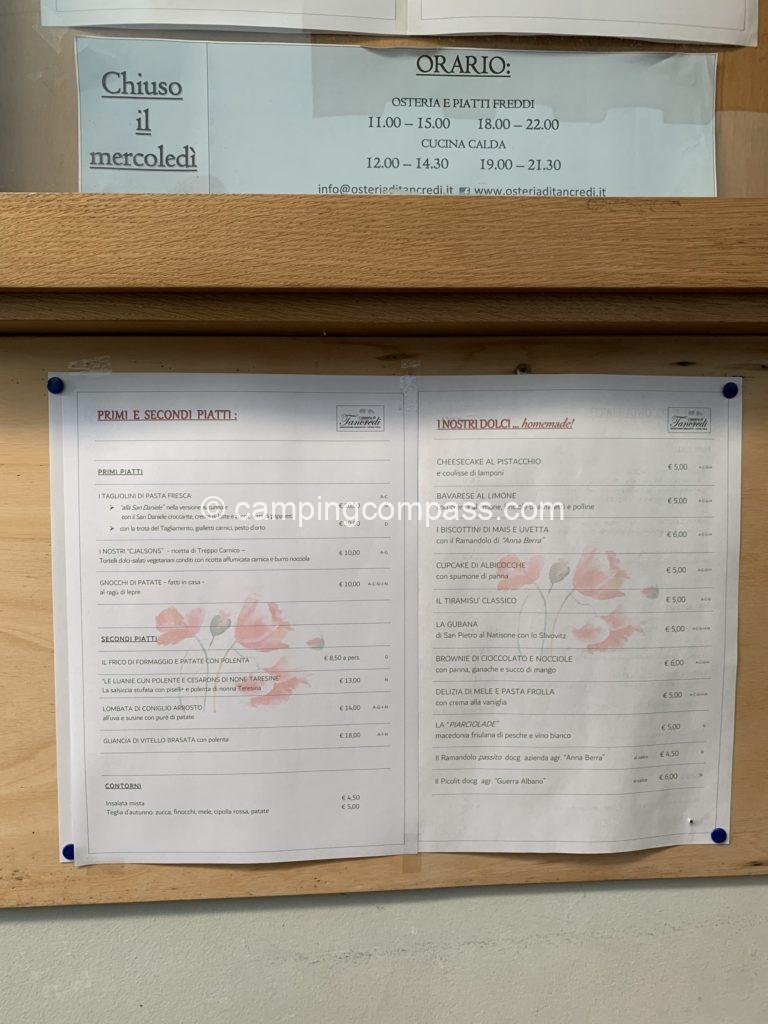 Chiuso
il
mercoledì
ORARIO:
OSTERIA E PIATTI FREDDI
11.00 – 15.00 18.00 – 22.00
CUCINA CALDA
12.00 – 14.30 19.00 – 21.30
info@osteriaditancredi.it www.osteriaditancredi.it
PRIMI E SECONDI PIATTI :
Tancredi
PRIMI PIATTI
I TAGLIOLINI DI PASTA FRESCA A-C
"alla San Daniele" nella versione
con il San Daniele croccante,
con la trota del Tagliamento, gialletti carnici, pesto d'orto D
I NOSTRI "CJALSONS" - ricetta di Treppo Carnico – € 10,00 A-G
Tortelli dolci-salati vegetariani conditi con ricotta affumicata carnica e burro nocciola
GNOCCHI DI PATATE - fatti in casa - € 10,00
al ragù di lepre
SECONDI PIATTI
IL FRICO DI FORMAGGIO E PATATE CON POLENTA € 8,50 a pers. G
"LE LUANIE CUN POLENTE E CESARONS DI NONE TARESINE" € 13,00
La salsiccia stufata con piselli e polenta di nonna Teresina
LOMBATA DI CONIGLIO ARROSTO € 14,00
all'uva e susine con purè di patate
GUANCIA DI VITELLO BRASATA con polenta € 18,00
CONTORNI
Insalata mista € 4,50
Teglia d'autunno: zucca, finocchi, mele, cipolla rossa, patate € 5,00
I NOSTRI DOLCI ... homemade!
Tancredi
CHEESECAKE AL PISTACCHIO € 5,00
e coulisse di lamponi
BAVARESE AL LIMONE € 5,00
e polline
I BISCOTTINI DI MAIS E UVETTA € 6,00
con il Ramandolo di "Anna Berra"
CUPCAKE DI ALBICOCCHE € 5,00
con spumone di panna
IL TIRAMISU' CLASSICO € 5,00
LA GUBANA € 5,00
di San Pietro al Natisone con lo Slivovitz
BROWNIE DI CIOCCOLATO E NOCCIOLE € 6,00
con panna, ganache e succo di mango
DELIZIA DI MELE E PASTA FROLLA € 5,00
con crema alla vaniglia
LA "PIARCIOLADE" € 5,00
macedonia friulana di pesche e vino bianco
Il Ramandolo passito docg azienda agr. "Anna Berra" al calice € 4,50
Il Picolit docg agr. "Guerra Albano" al calice € 6,00
© campingcompass.com